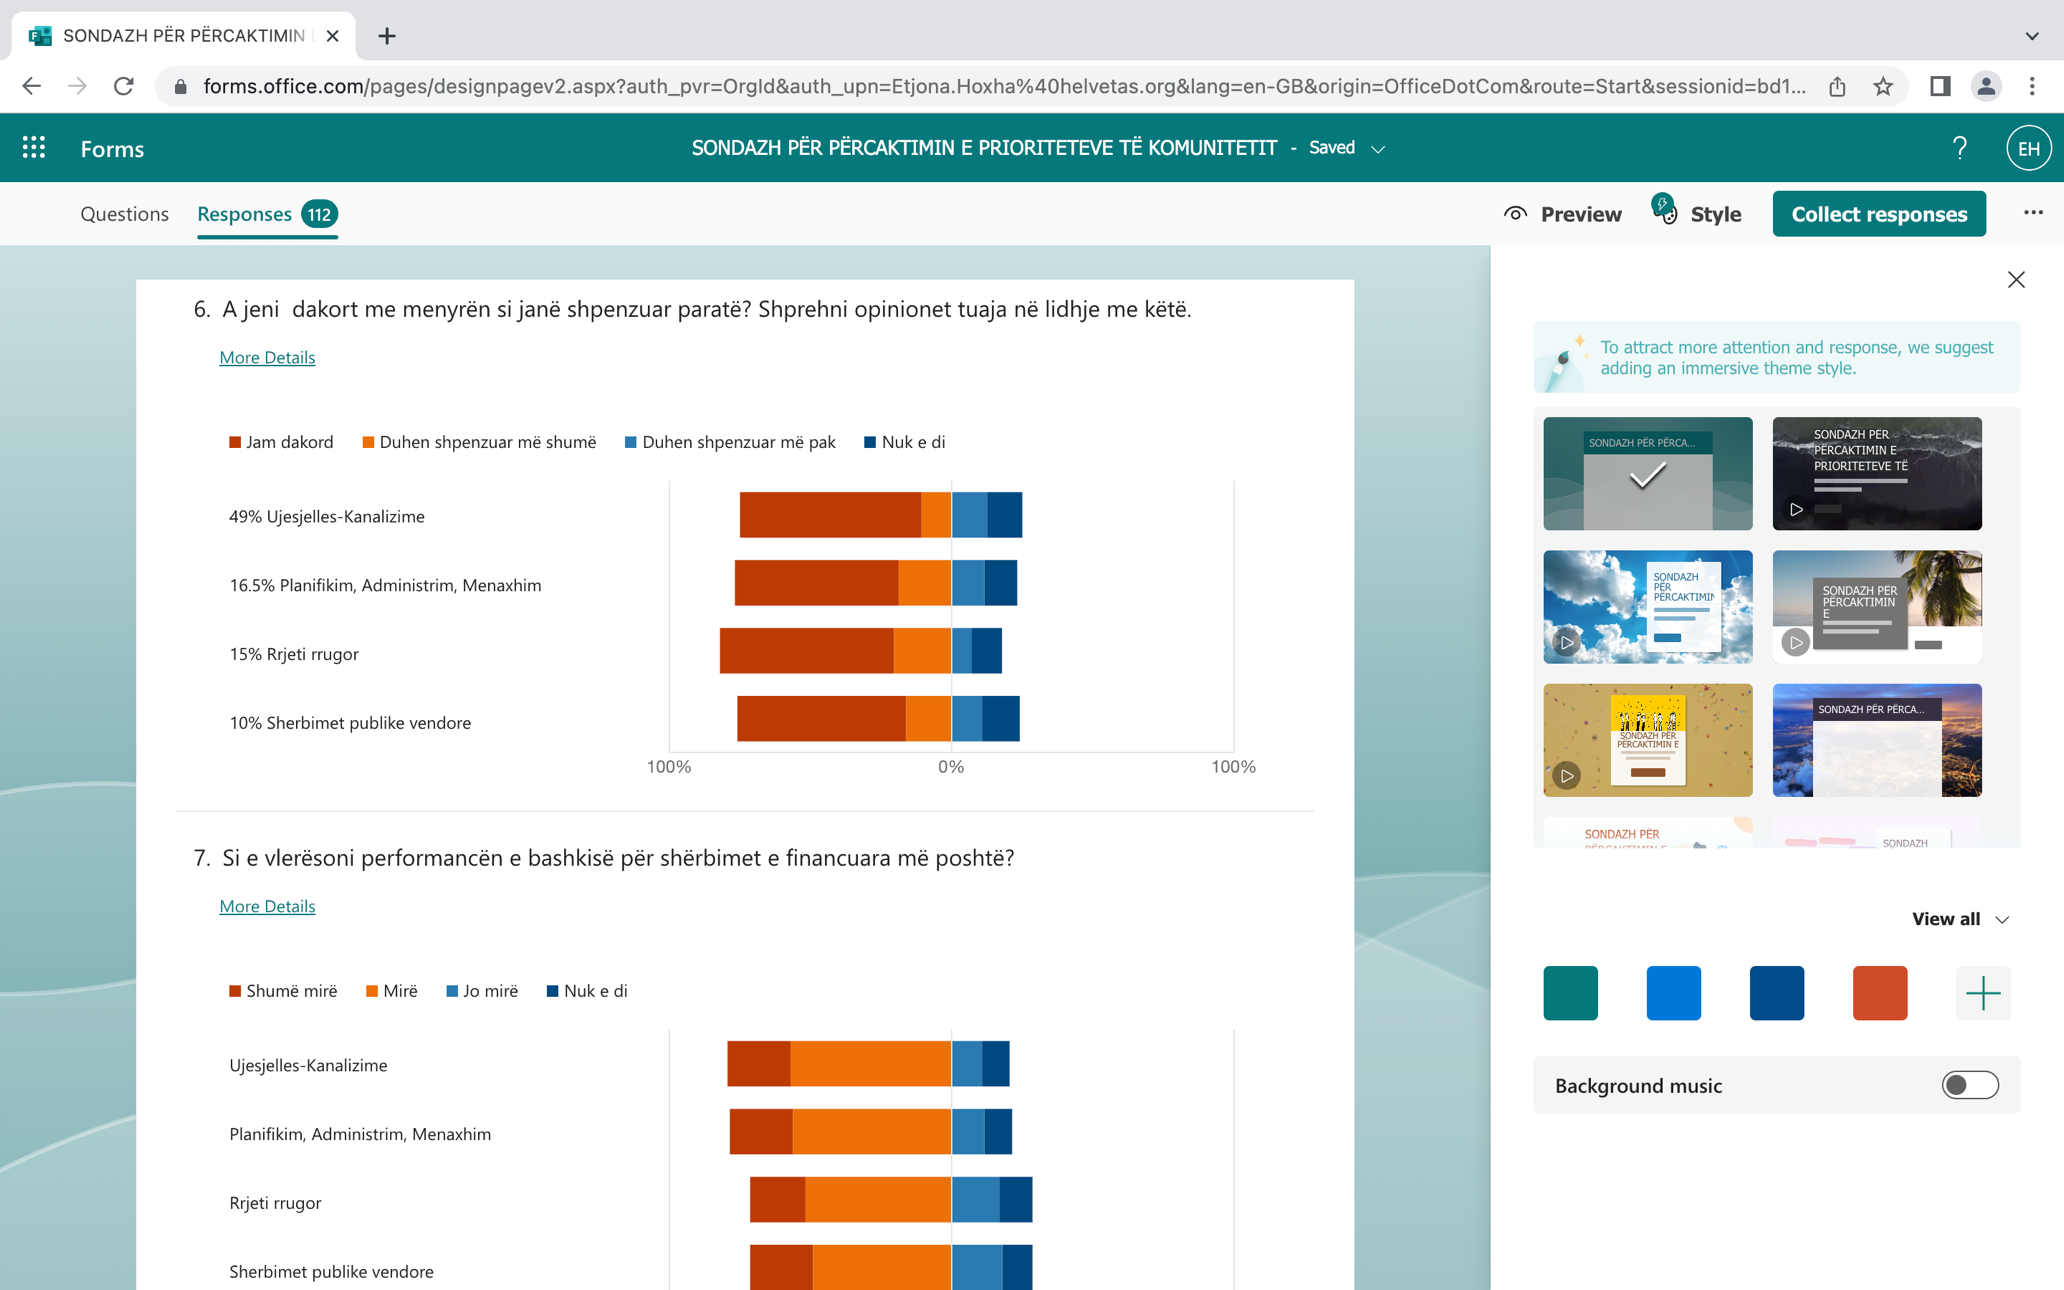 SONDAZH PËR PËRCAKTIMIN
forms.office.com/pages/designpagev2.aspx?auth_pvr=OrgId&auth_upn=Etjona.Hoxha%40helvetas.org&lang=en-GB&origin=OfficeDotCom&route=Start&sessionid=bd1...
Forms
SONDAZH PËR PËRCAKTIMIN E PRIORITETEVE TË KOMUNITETIT - Saved
?
EH
Questions
Responses 112
Preview
Style
Collect responses
6. A jeni dakort me menyrën si janë shpenzuar paratë? Shprehni opinionet tuaja në lidhje me këtë.
More Details
Jam dakord
Duhen shpenzuar më shumë
Duhen shpenzuar më pak
Nuk e di
49% Ujesjelles-Kanalizime
16.5% Planifikim, Administrim, Menaxhim
15% Rrjeti rrugor
10% Sherbimet publike vendore
100%
0%
100%
7. Si e vlerësoni performancën e bashkisë për shërbimet e financuara më poshtë?
More Details
Shumë mirë
Mirë
Jo mirë
Nuk e di
Ujesjelles-Kanalizime
Planifikim, Administrim, Menaxhim
Rrjeti rrugor
Sherbimet publike vendore
To attract more attention and response, we suggest
adding an immersive theme style.
SONDAZH PËR PËRCA...
SONDAZH PËR
PËRCAKTIMIN E
PRIORITETEVE TË
SONDAZH
PËR
PËRCAKTIMIN
SONDAZH PËR
PËRCAKTIMIN
E
SONDAZH PËR
PËRCAKTIMIN E
SONDAZH PËR PËRCA...
SONDAZH PËR
PËRCAKTIMIN E
SONDAZH
View all
Background music